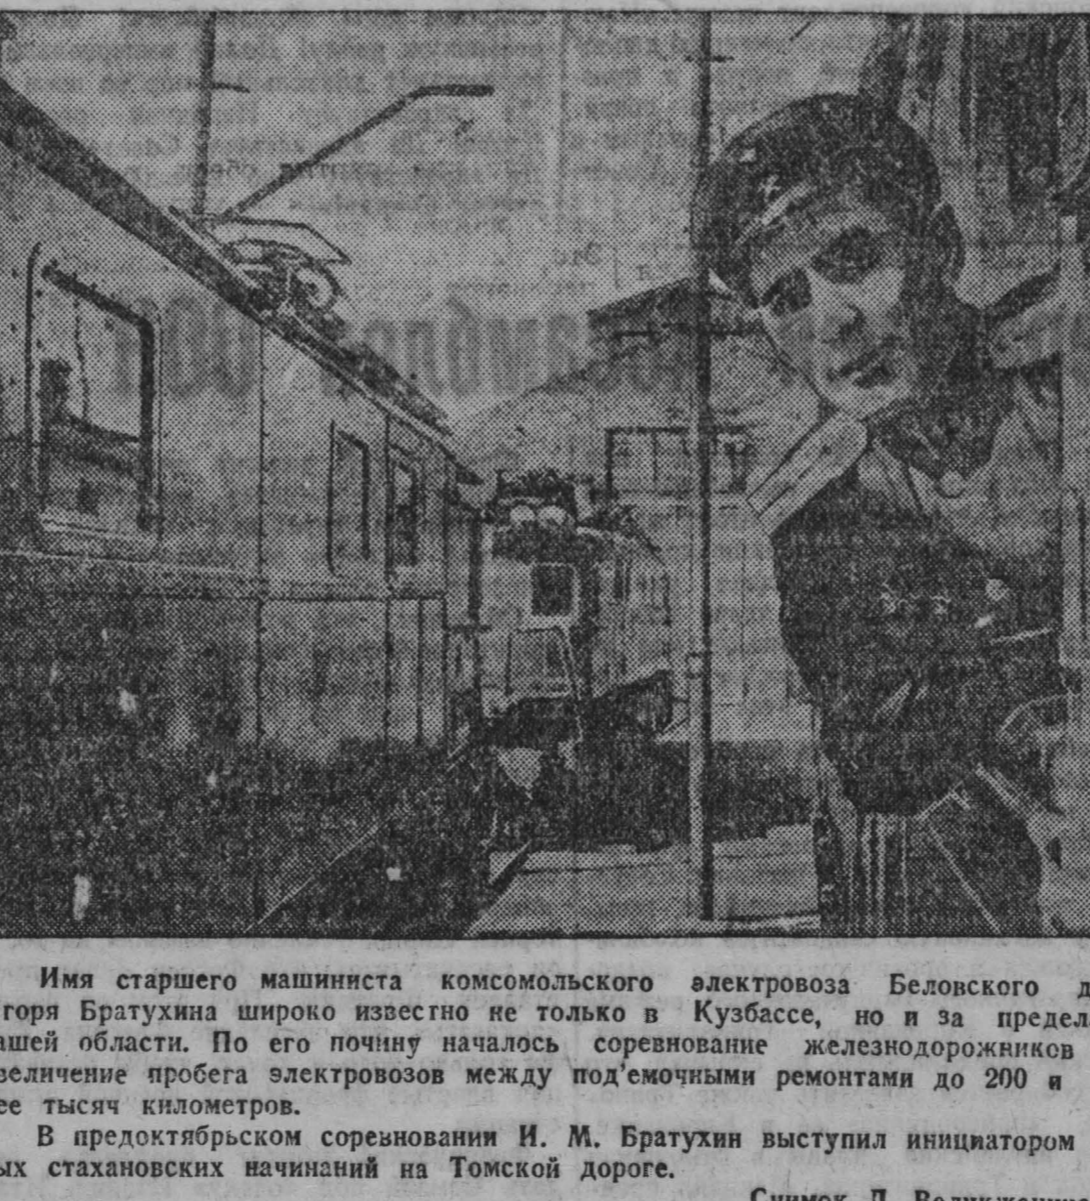 Имя старшего машиниста комсомольского электровоза Беловского д
горя Братухина широко известно не только в Кузбассе, но и за предел
ашей области. По его почину началось соревнование железнодорожников
величение пробега электровозов между под'емочными ремонтами до 200 и
ее тысяч километров.
В предоктябрьском соревновании И. М. Братухин выступил инициатором
ых стахановских начинаний на Томской дороге.
Снимок